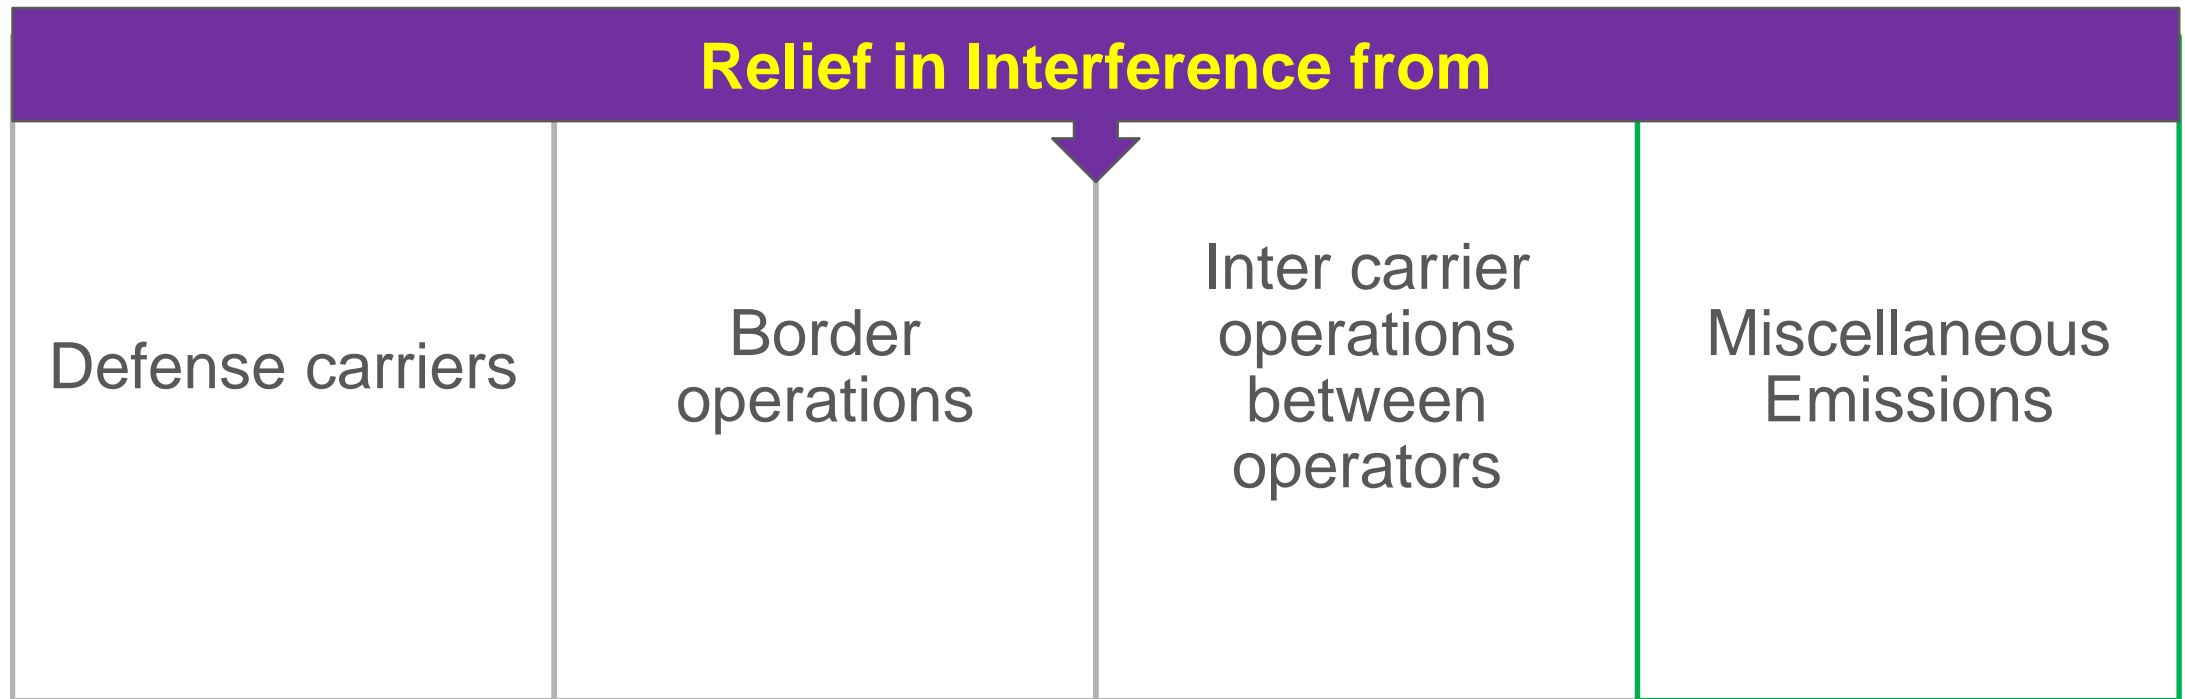 Relief in Interference from
Defense carriers
Border
operations
Inter carrier
operations
between
operators
Miscellaneous
Emissions